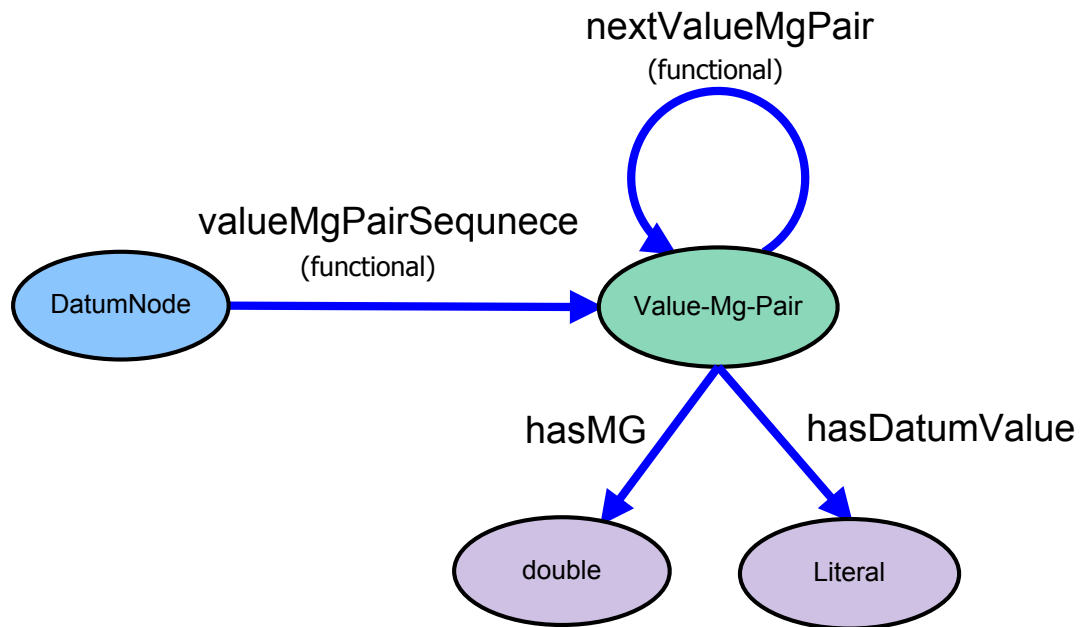 nextValueMgPair
(functional)
valueMgPairSequnece
(functional)
DatumNode
Value-Mg-Pair
hasMG
hasDatumValue
double
Literal